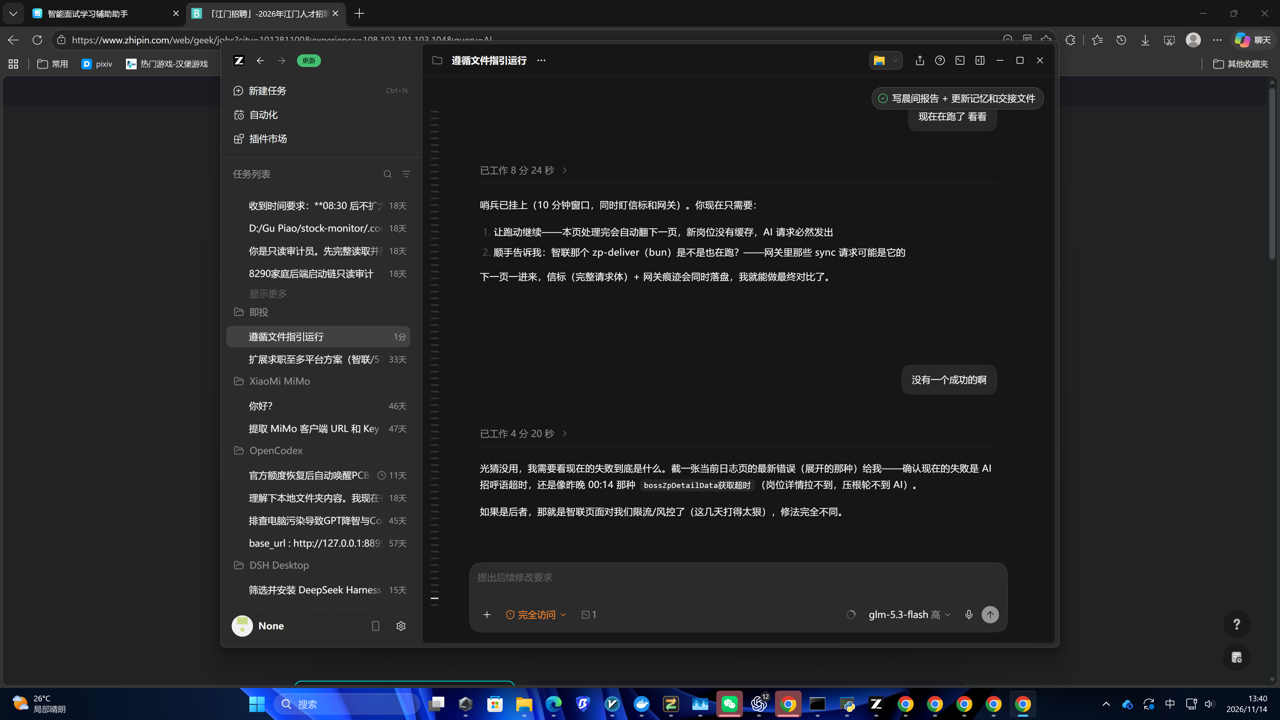 智能面试学习辅助助手
「江门招聘」-2026年江门人才招聘
https://www.zhipin.com/web/geek/jobs
常用
pixiv
热门游戏-汉堡游戏
其他收藏夹
聊天
更新
遵循文件指引运行
新建任务
Ctrl+N
自动化
插件市场
任务列表
收到时间要求：**08:30 后不扩
18天
D:/Gu Piao/stock-monitor/.co
18天
你是只读审计员。先完整读取并
18天
8290家庭后端启动链只读审计
18天
显示更多
即投
遵循文件指引运行
1分
扩展求职至多平台方案（智联/5
33天
XiaoMi MiMo
你好?
46天
提取 MiMo 客户端 URL 和 Key
47天
OpenCodex
官方额度恢复后自动唤醒PCB
11天
理解下本地文件夹内容。我现在
18天
排查电脑污染导致GPT降智与Co
45天
base_url : http://127.0.0.1:889
57天
DSH Desktop
筛选并安装 DeepSeek Harness
15天
None
写晨间报告 + 更新记忆和交接文件
现在在跑了 看看
已工作 8 分 24 秒
哨兵已挂上（10 分钟窗口，同时盯信标和网关）。你现在只需要：
1. 让跑动继续——本页处理完会自动翻下一页，新岗位没有缓存，AI 请求必然发出
2. 顺手告诉我：智联那个 zp-driver（bun）是不是也在跑？——网关上那些 sync 请求可能是它的
下一页一进来，信标（完整请求体）+ 网关痕迹会同时落盘，我就能做逐字段对比了。
没有一个成功的啊
已工作 4 分 20 秒
光猜没用，我需要看现在的失败到底是什么。截一张当前日志页的最新失败（展开的那种）给我——确认现在的失败是 AI
招呼语超时，还是像昨晚 00:14 那种 bossZpDetailData获取超时 （岗位详情拉不到，压根轮不到 AI）。
如果是后者，那就是智联页面/接口那们限流/风控了（今天一天打得太狠），修法完全不同。
提出后续修改要求
完全访问
1
glm-5.3-flash 高
26°C
局部晴朗
搜索
12
中
13:40
2026/11/14